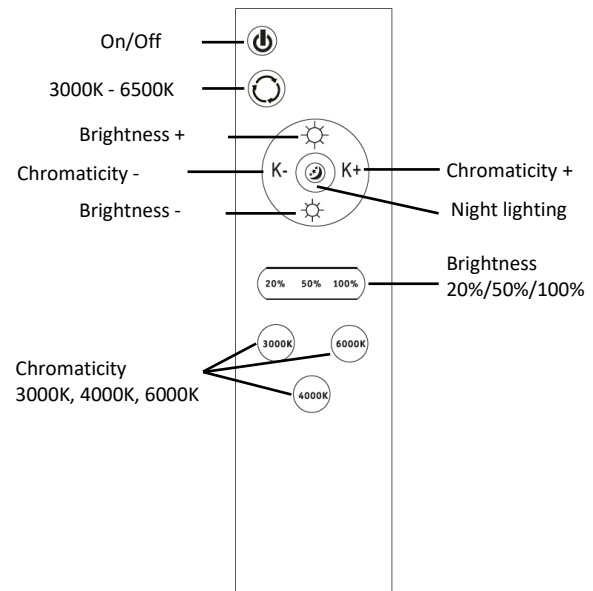 On/Off
3000K - 6500K
Brightness +
K- K+
Chromaticity -
Chromaticity +
Brightness -
Night lighting
20% 50% 100%
Brightness
20%/50%/100%
3000K 6000K
Chromaticity
3000K, 4000K, 6000K
4000K